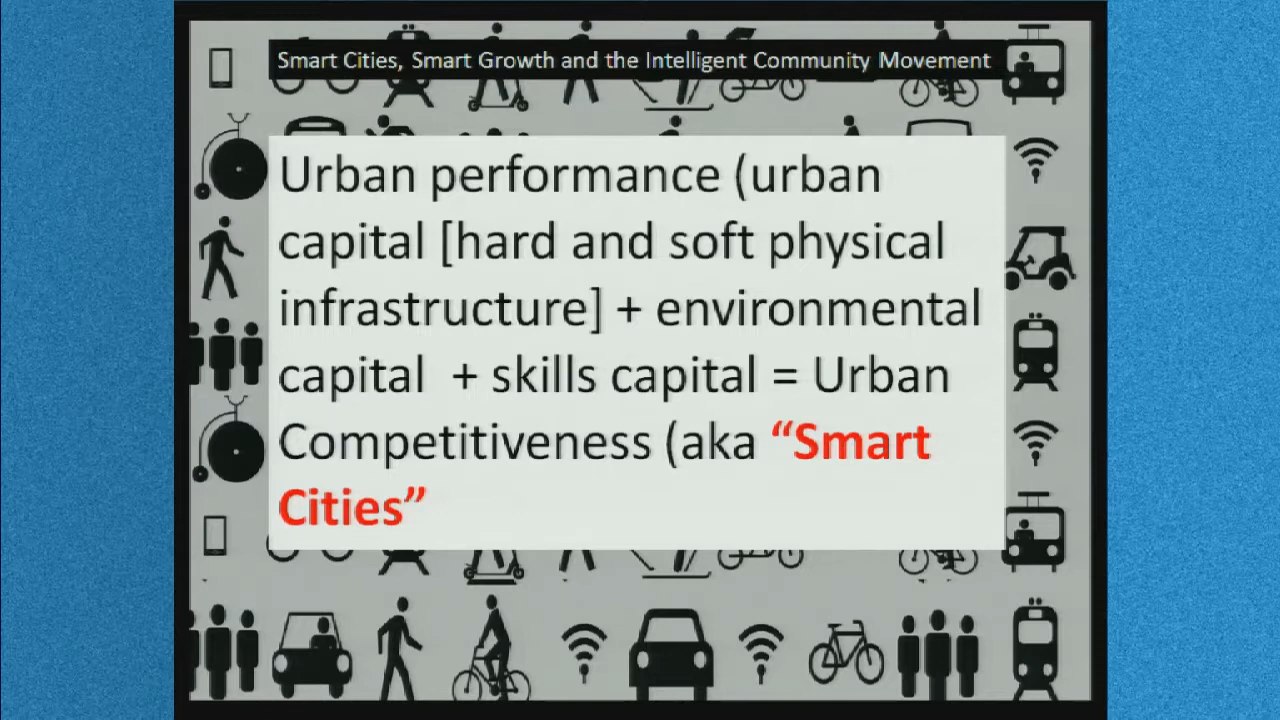 Smart Cities, Smart Growth and the Intelligent Community Movement
Urban performance (urban
capital [hard and soft physical
infrastructure] + environmental
capital  + skills capital = Urban
Competitiveness (aka “Smart
Cities”